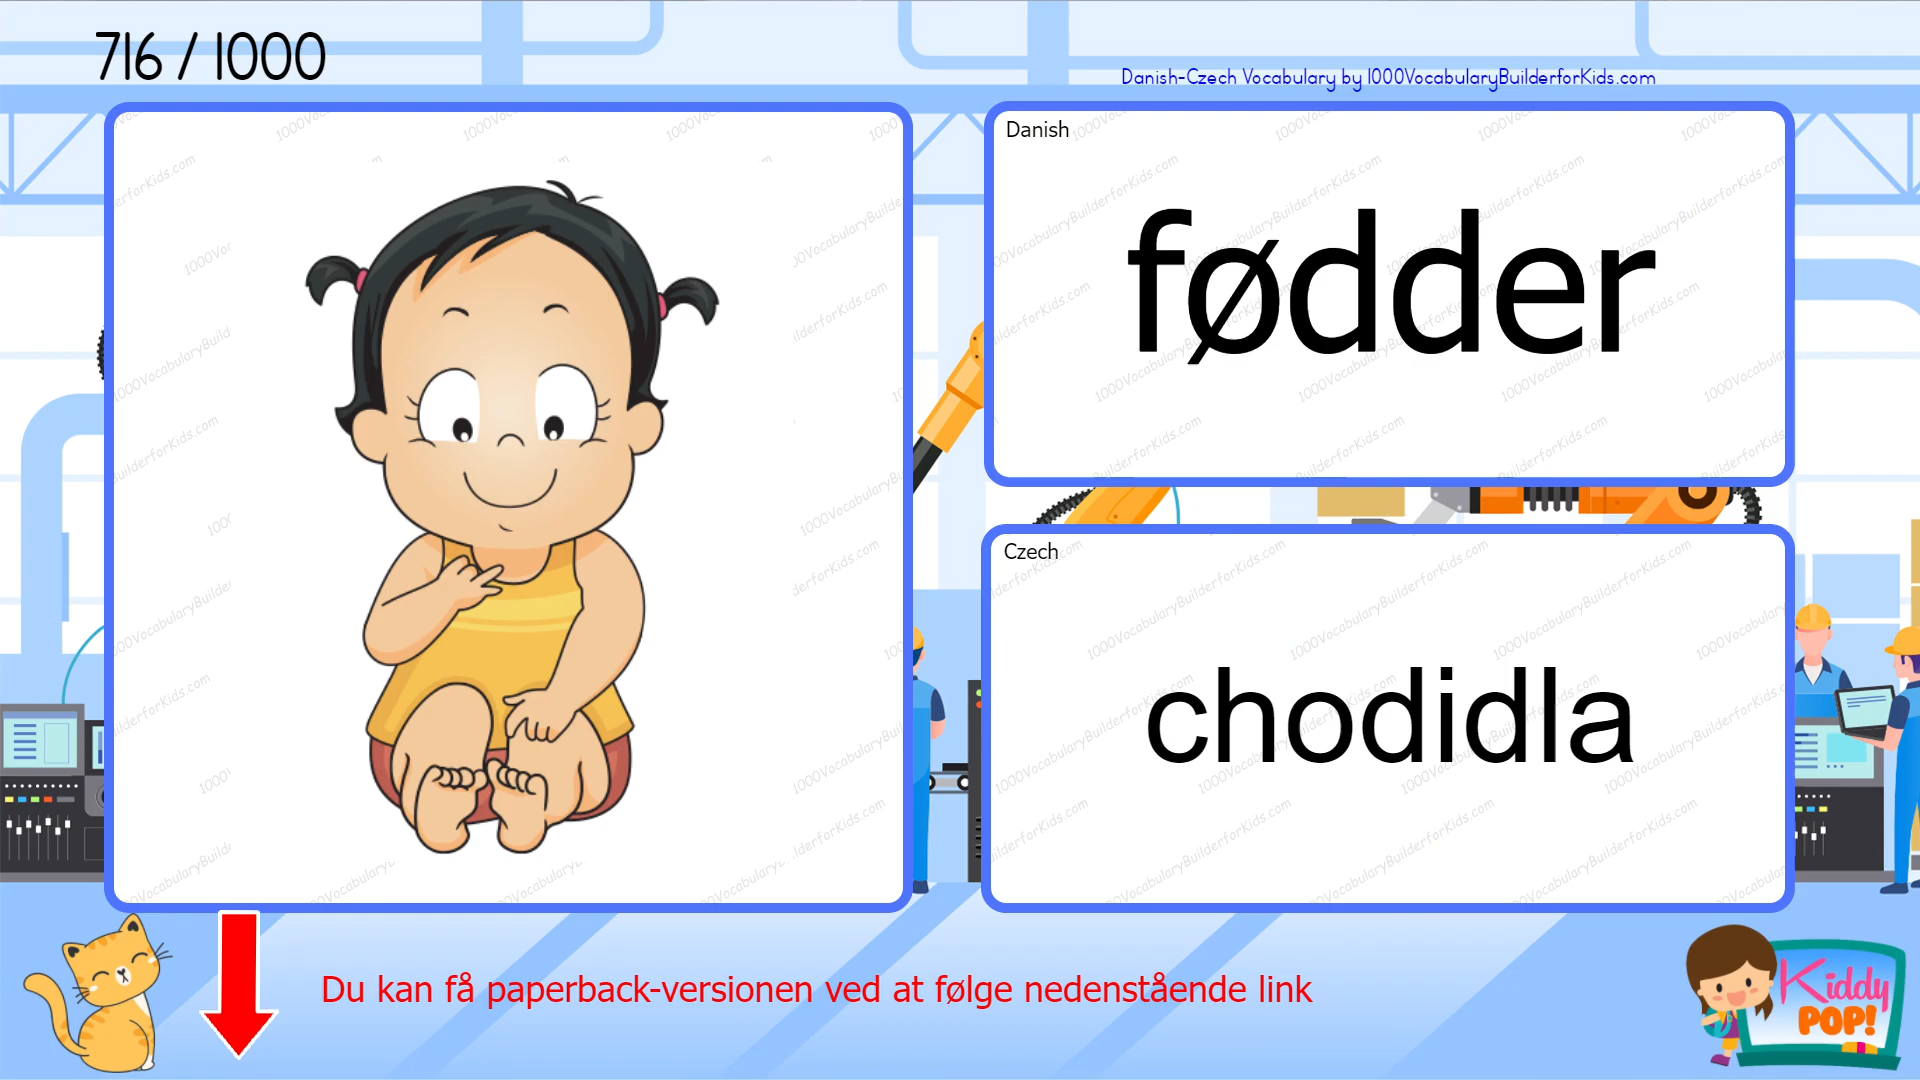 716 / 1000
Danish-Czech Vocabulary by 1000VocabularyBuilderforKids.com
Danish
fødder
Czech
chodidla
Du kan få paperback-versionen ved at følge nedenstående link
Kiddy
POP!